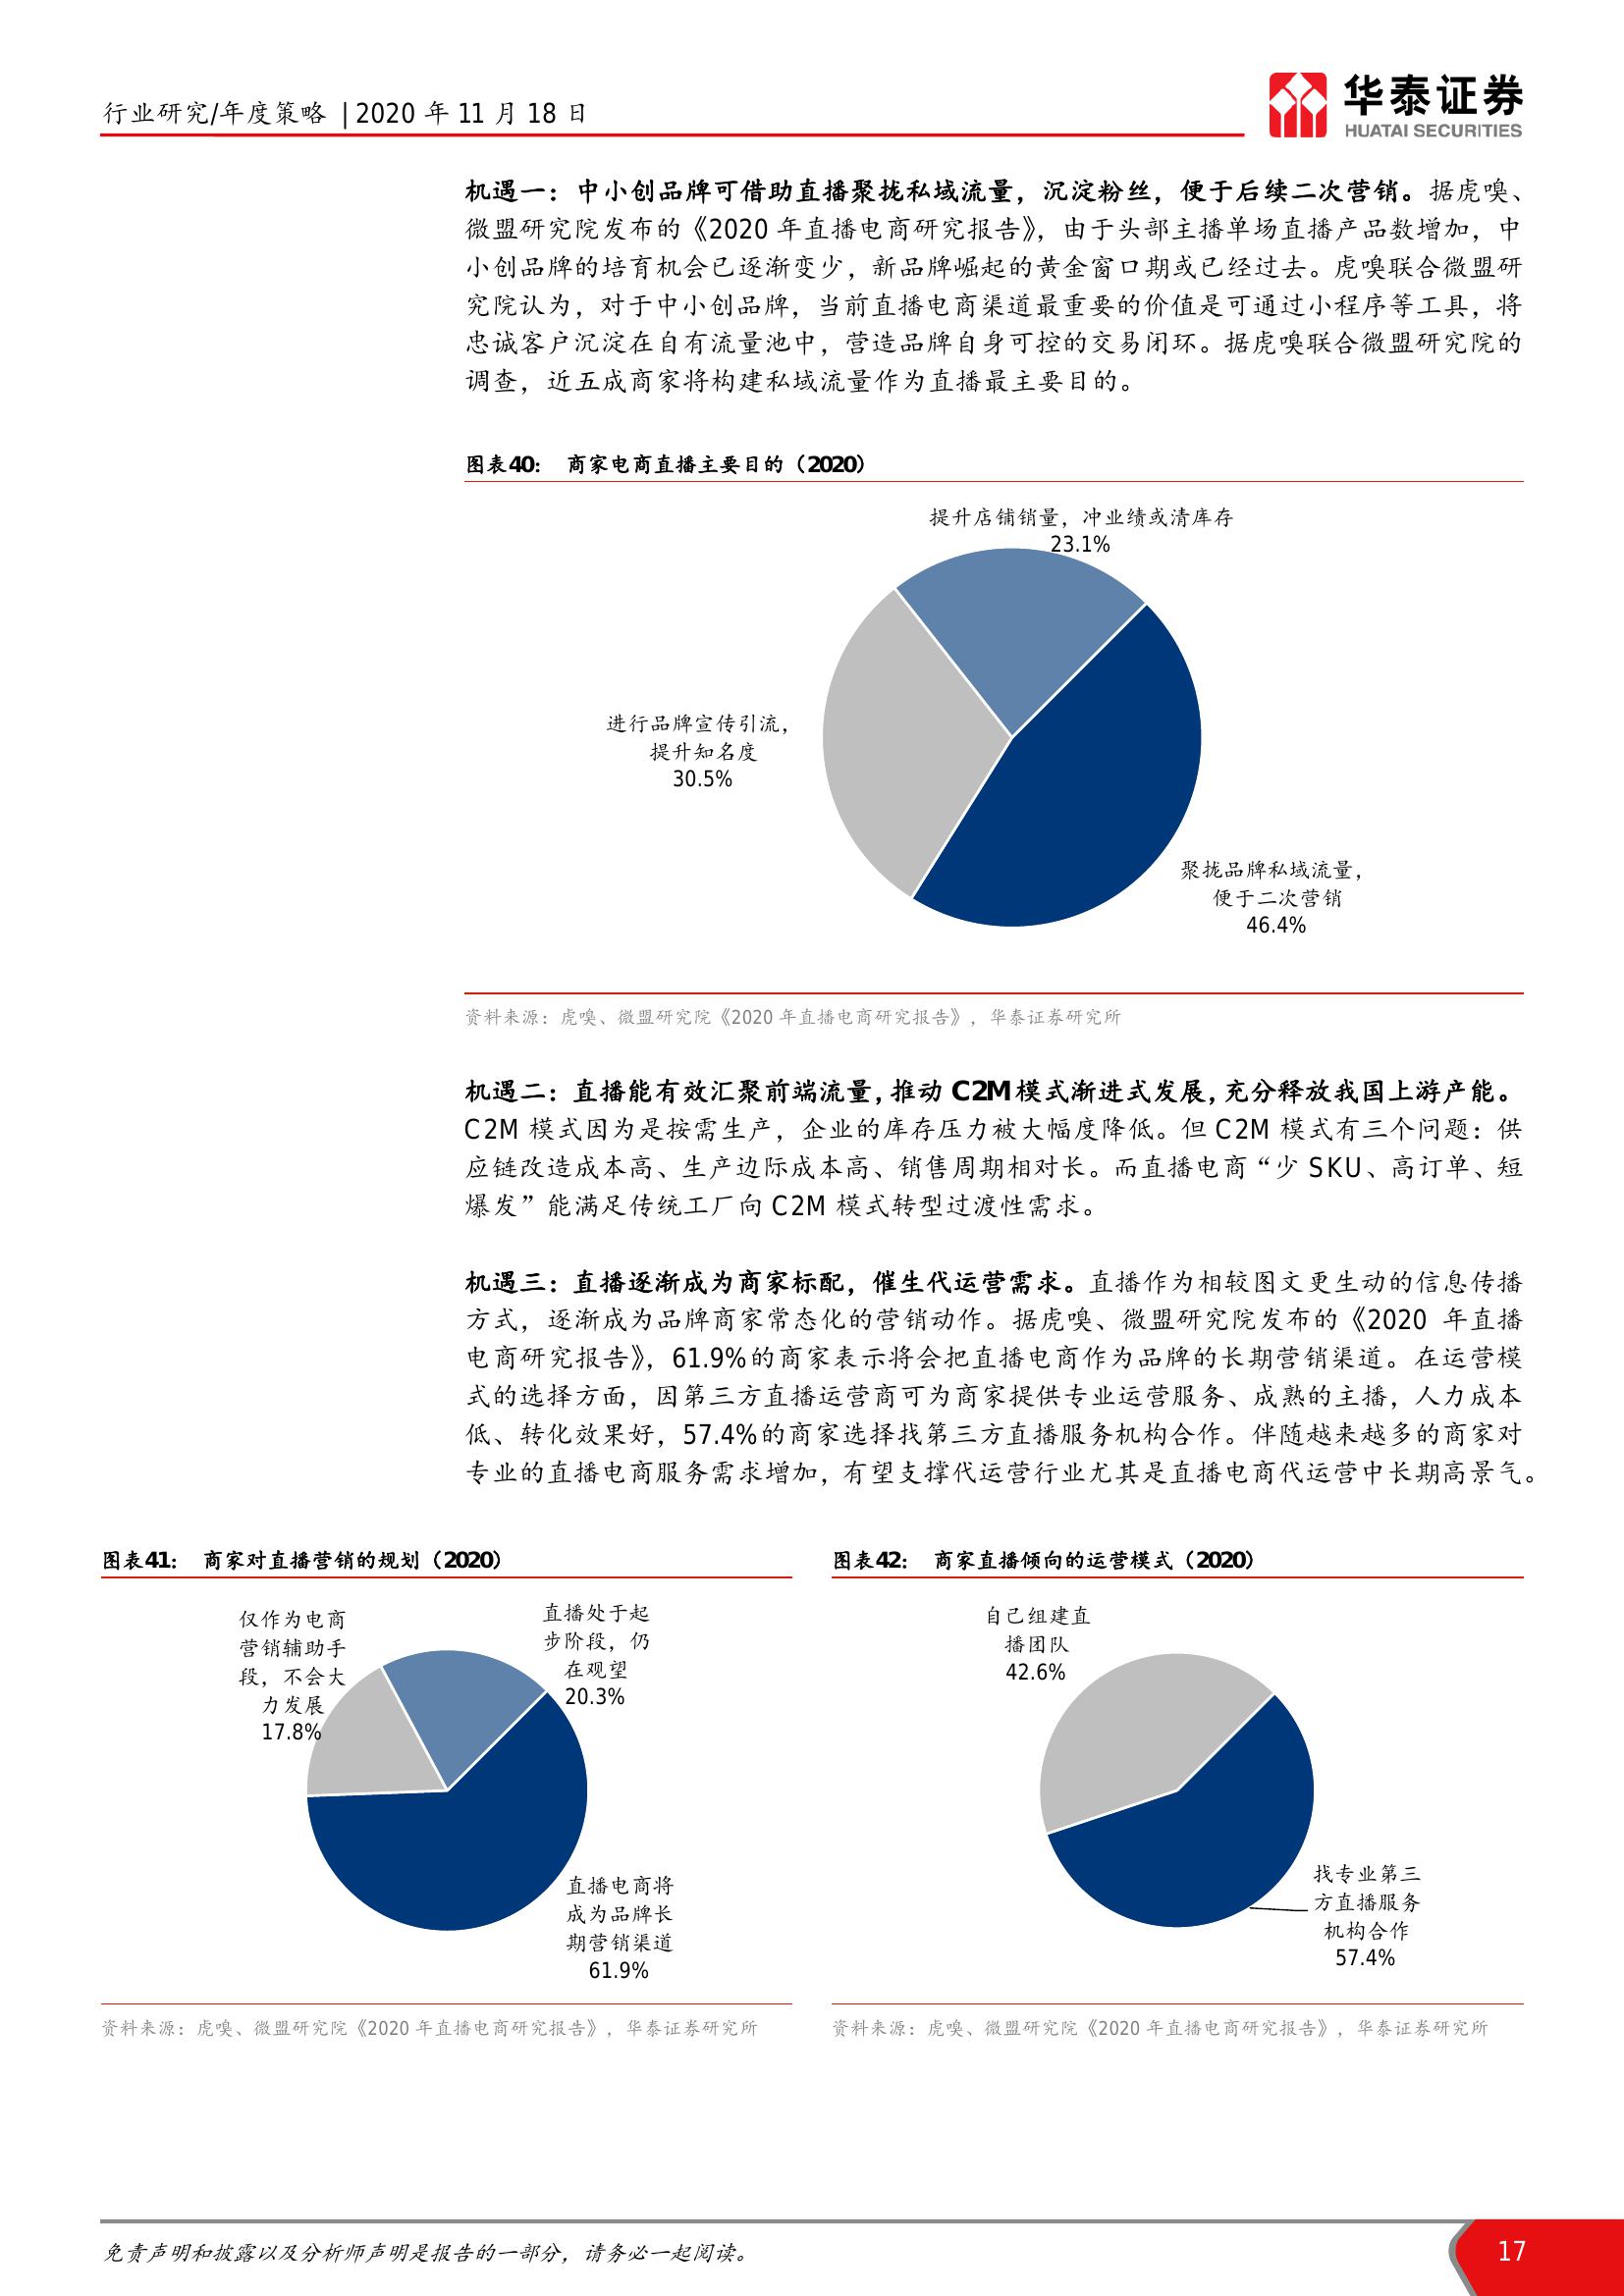 行业研究/年度策略 | 2020 年 11 月 18 日
华泰证券
HUATAI SECURITIES
机遇一：中小创品牌可借助直播聚拢私域流量，沉淀粉丝，便于后续二次营销。据虎嗅、
微盟研究院发布的《2020 年直播电商研究报告》，由于头部主播单场直播产品数增加，中
小创品牌的培育机会已逐渐变少，新品牌崛起的黄金窗口期或已经过去。虎嗅联合微盟研
究院认为，对于中小创品牌，当前直播电商渠道最重要的价值是可通过小程序等工具，将
忠诚客户沉淀在自有流量池中，营造品牌自身可控的交易闭环。据虎嗅联合微盟研究院的
调查，近五成商家将构建私域流量作为直播最主要目的。
图表40： 商家电商直播主要目的（2020）
提升店铺销量，冲业绩或清库存
23.1%
进行品牌宣传引流，
提升知名度
30.5%
聚拢品牌私域流量，
便于二次营销
46.4%
资料来源：虎嗅、微盟研究院《2020 年直播电商研究报告》，华泰证券研究所
机遇二：直播能有效汇聚前端流量，推动 C2M 模式渐进式发展，充分释放我国上游产能。
C2M 模式因为是按需生产，企业的库存压力被大幅度降低。但 C2M 模式有三个问题：供
应链改造成本高、生产边际成本高、销售周期相对长。而直播电商“少 SKU、高订单、短
爆发”能满足传统工厂向 C2M 模式转型过渡性需求。
机遇三：直播逐渐成为商家标配，催生代运营需求。直播作为相较图文更生动的信息传播
方式，逐渐成为品牌商家常态化的营销动作。据虎嗅、微盟研究院发布的《2020 年直播
电商研究报告》，61.9%的商家表示将会把直播电商作为品牌的长期营销渠道。在运营模
式的选择方面，因第三方直播运营商可为商家提供专业运营服务、成熟的主播，人力成本
低、转化效果好，57.4%的商家选择找第三方直播服务机构合作。伴随越来越多的商家对
专业的直播电商服务需求增加，有望支撑代运营行业尤其是直播电商代运营中长期高景气。
图表41： 商家对直播营销的规划（2020）
仅作为电商
营销辅助手
段，不会大
力发展
17.8%
直播处于起
步阶段，仍
在观望
20.3%
直播电商将
成为品牌长
期营销渠道
61.9%
资料来源：虎嗅、微盟研究院《2020 年直播电商研究报告》，华泰证券研究所
图表42： 商家直播倾向的运营模式（2020）
自己组建直
播团队
42.6%
找专业第三
方直播服务
机构合作
57.4%
资料来源：虎嗅、微盟研究院《2020 年直播电商研究报告》，华泰证券研究所
免责声明和披露以及分析师声明是报告的一部分，请务必一起阅读。
17